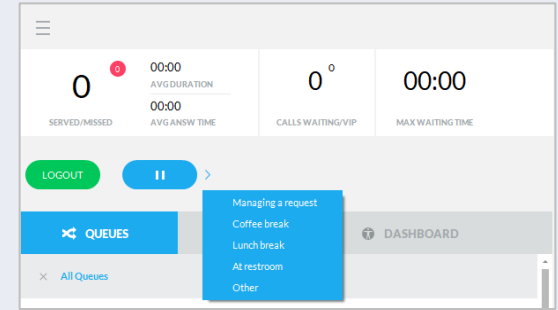 0
0
00:00
AVG DURATION
00:00
SERVED/MISSED
AVG ANSW TIME
0
0
CALLS WAITING/VIP
00:00
MAX WAITING TIME
LOGOUT
Managing a request
Coffee break
Lunch break
At restroom
Other
QUEUES
DASHBOARD
All Queues